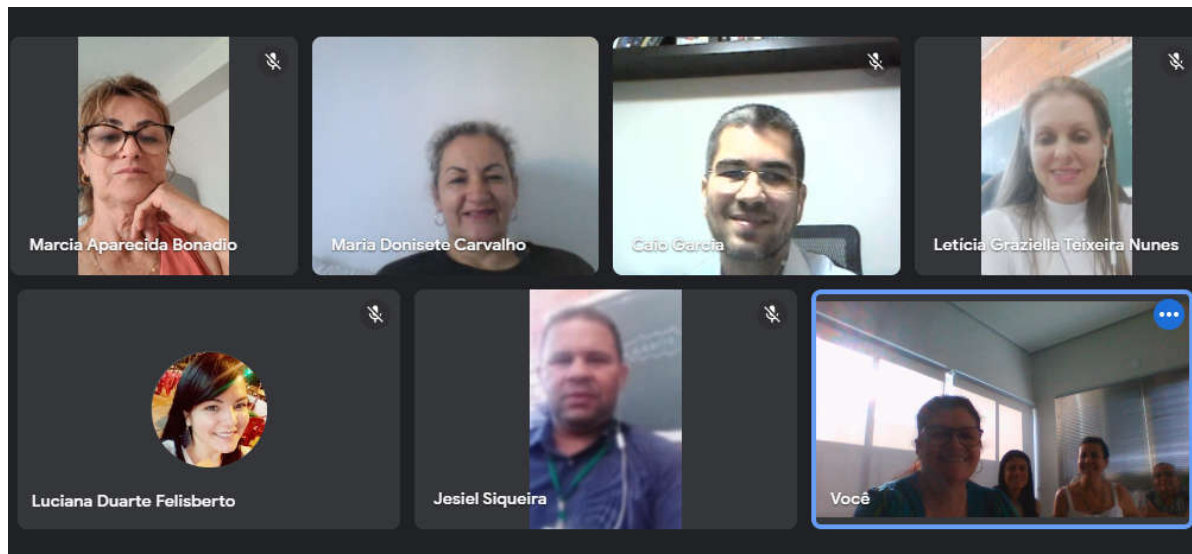 Marcia Aparecida Bonadio
Maria Donisete Carvalho
Caio Garcia
Letícia Graziella Teixeira Nunes
Luciana Duarte Felisberto
Jesiel Siqueira
Você